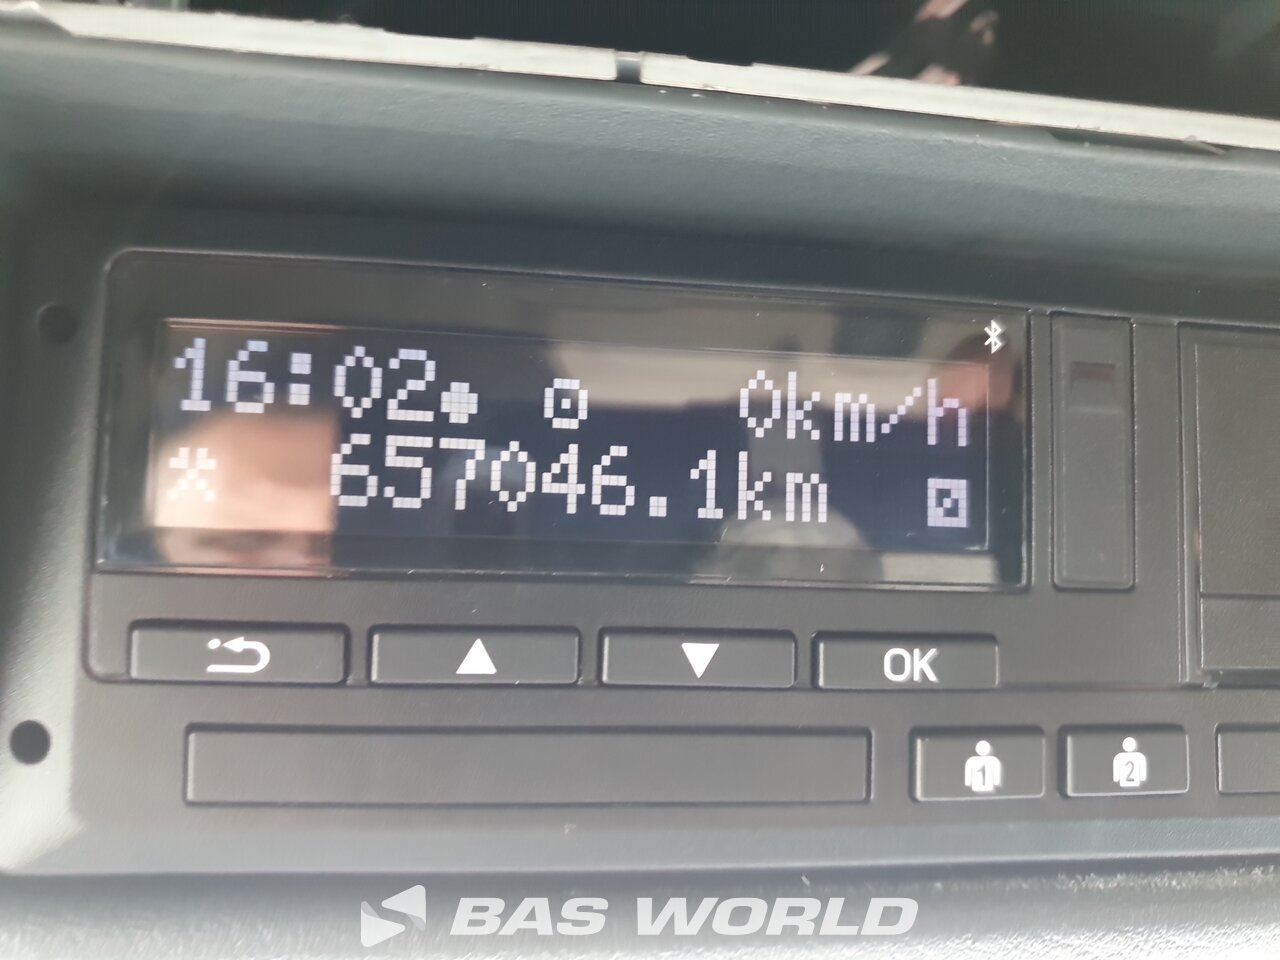 16:02 0km/h
657046.1km
OK
1 2
BAS WORLD